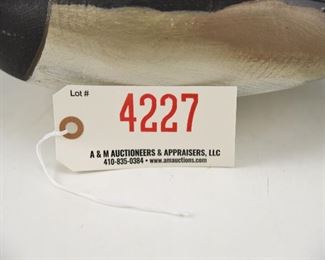 Lot #
4227
A & M AUCTIONEERS & APPRAISERS, LLC
410-835-0384 • www.amauctions.com